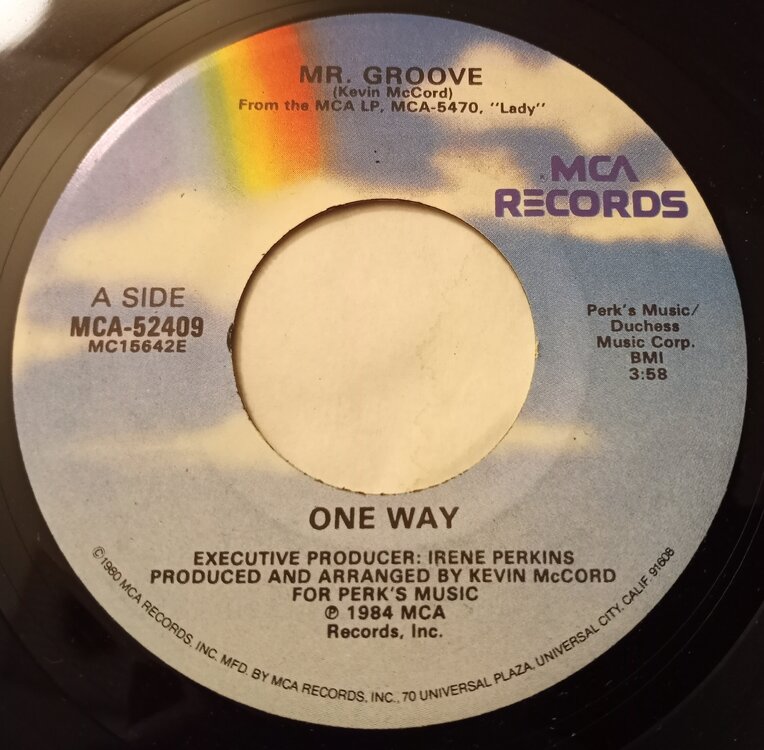 MR. GROOVE
(Kevin McCord)
From the MCA LP, MCA-5470, "Lady"
MCA
RECORDS
A SIDE
MCA-52409
MC15642E
Perk's Music/
Duchess
Music Corp.
BMI
3:58
ONE WAY
EXECUTIVE PRODUCER: IRENE PERKINS
PRODUCED AND ARRANGED BY KEVIN McCORD
FOR PERK'S MUSIC
℗ 1984 MCA
Records, Inc.
©1980 MCA RECORDS, INC. MFD. BY MCA RECORDS, INC., 70 UNIVERSAL PLAZA, UNIVERSAL CITY, CALIF. 91608